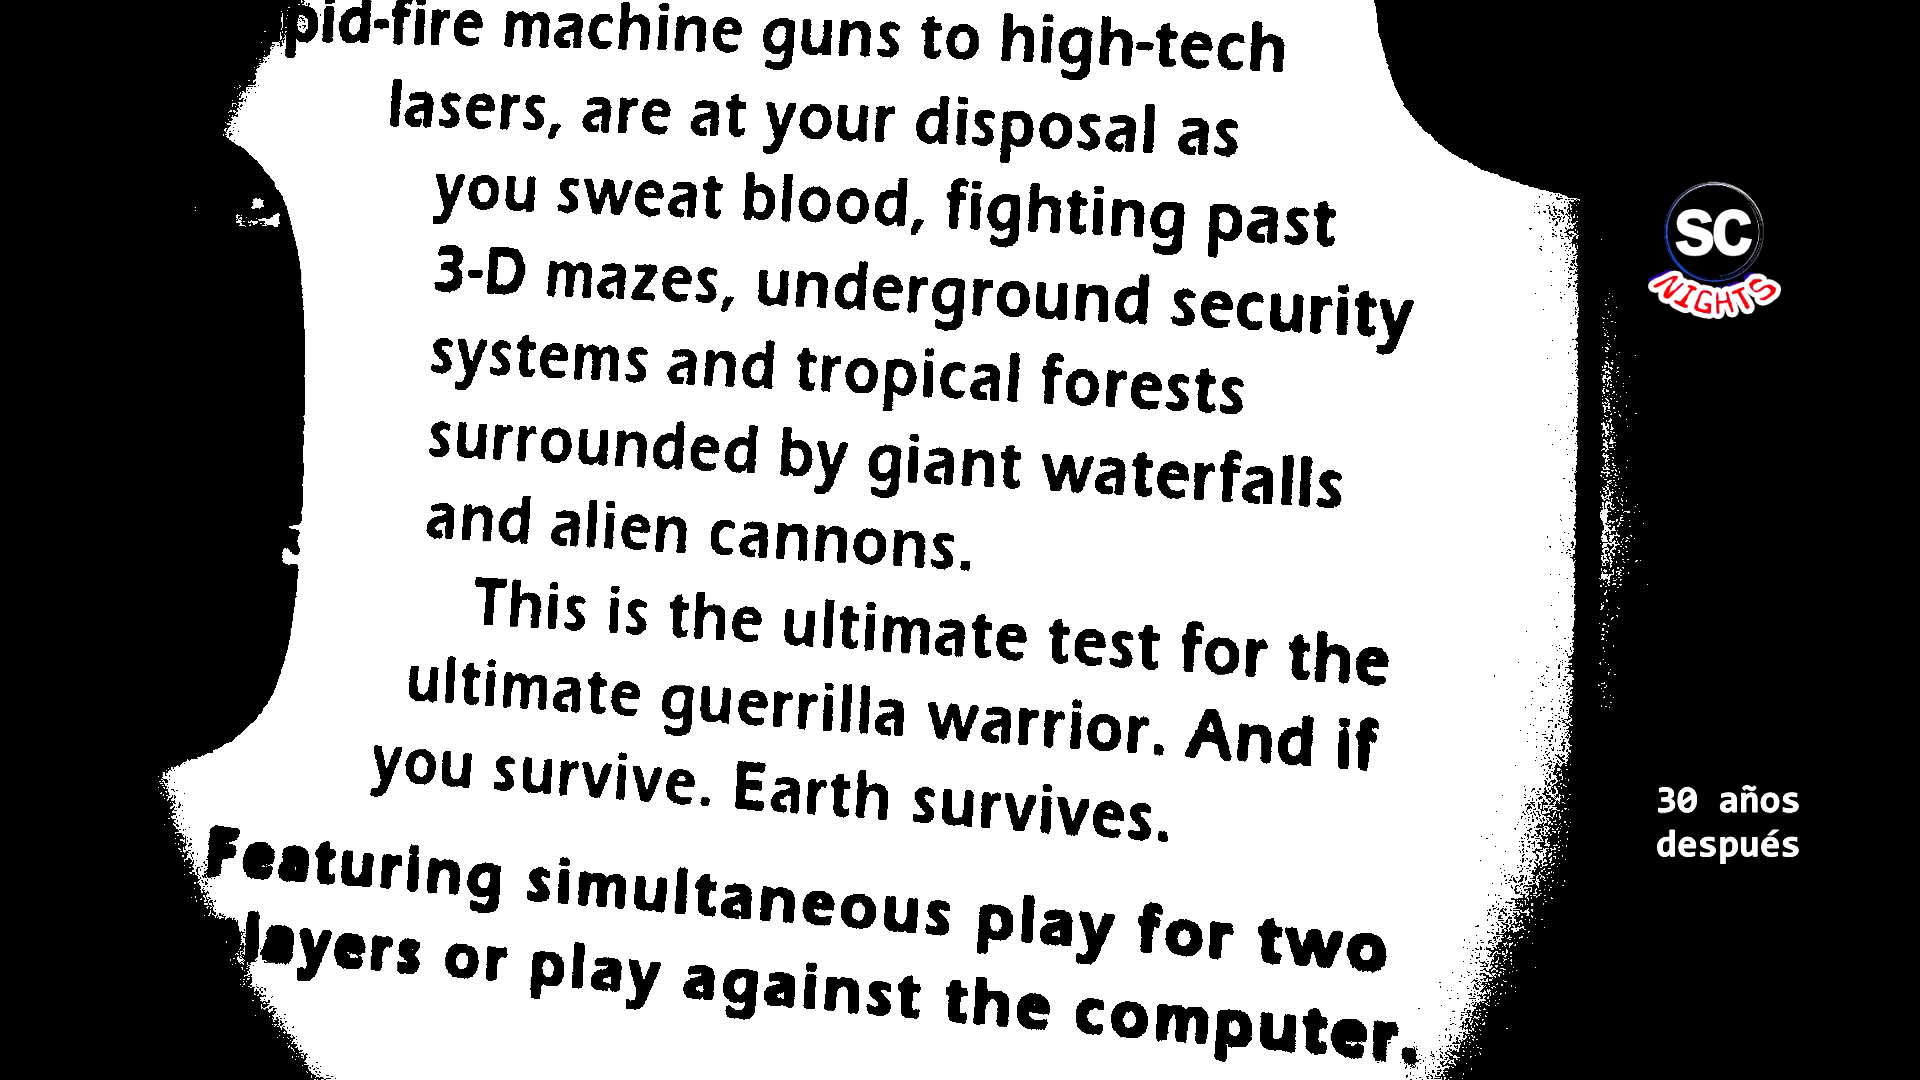 pid-fire machine guns to high-tech
lasers, are at your disposal as
you sweat blood, fighting past
3-D mazes, underground security
systems and tropical forests
surrounded by giant waterfalls
and alien cannons.
This is the ultimate test for the
ultimate guerrilla warrior. And if
you survive. Earth survives.
Featuring simultaneous play for two
players or play against the computer.
SC
NIGHTS
30 años
después